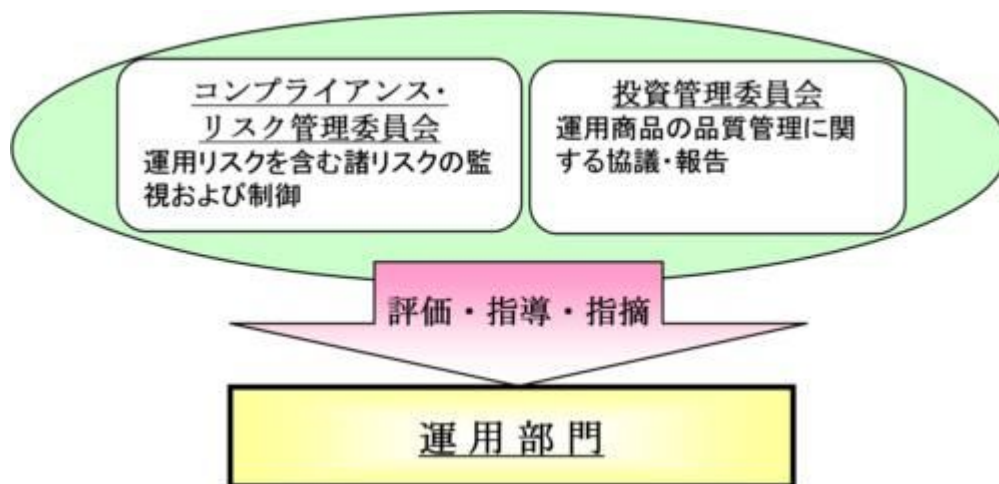 コンプライアンス・
リスク管理委員会
運用リスクを含む諸リスクの監
視および制御
投資管理委員会
運用商品の品質管理に関
する協議・報告
評価・指導・指摘
運用部門